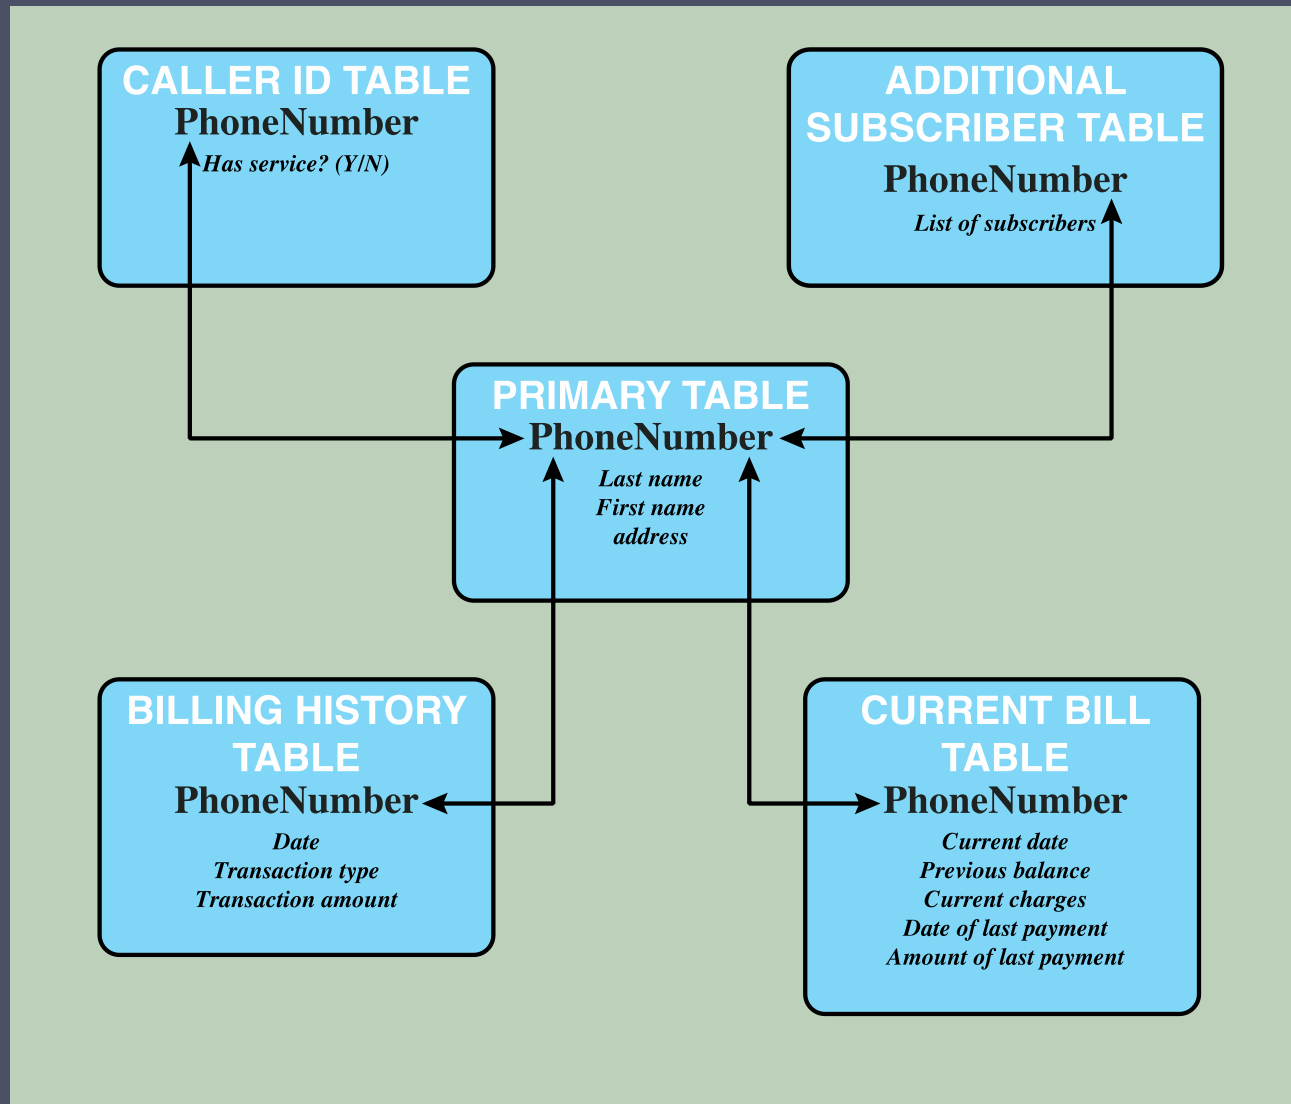 CALLER ID TABLE
PhoneNumber
Has service? (Y/N)
ADDITIONAL
SUBSCRIBER TABLE
PhoneNumber
List of subscribers
PRIMARY TABLE
PhoneNumber
Last name
First name
address
BILLING HISTORY
TABLE
PhoneNumber
Date
Transaction type
Transaction amount
CURRENT BILL
TABLE
PhoneNumber
Current date
Previous balance
Current charges
Date of last payment
Amount of last payment